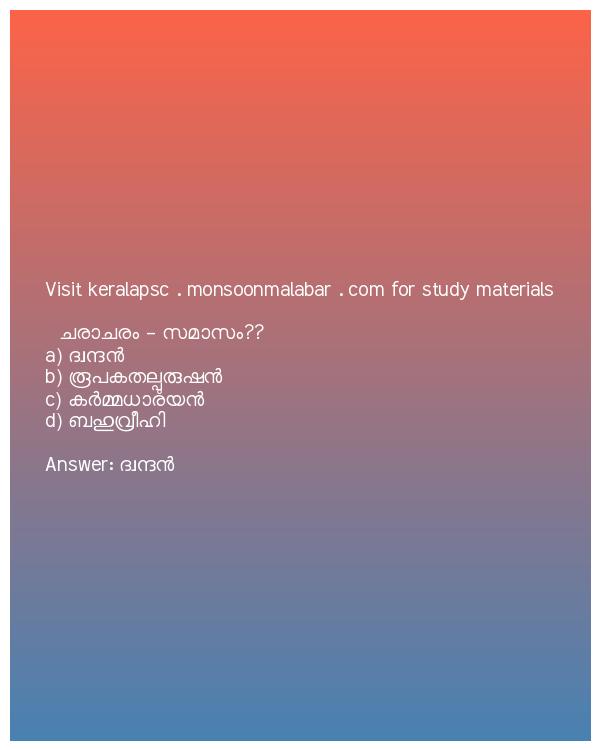 Visit keralapsc . monsoonmalabar . com for study materials
ചരാചരം – സമാസം??
a) ദ്വന്ദൻ
b) രൂപകതല്പുരുഷൻ
c) കർമ്മധാരയൻ
d) ബഹുവ്രീഹി
Answer: ദ്വന്ദൻ